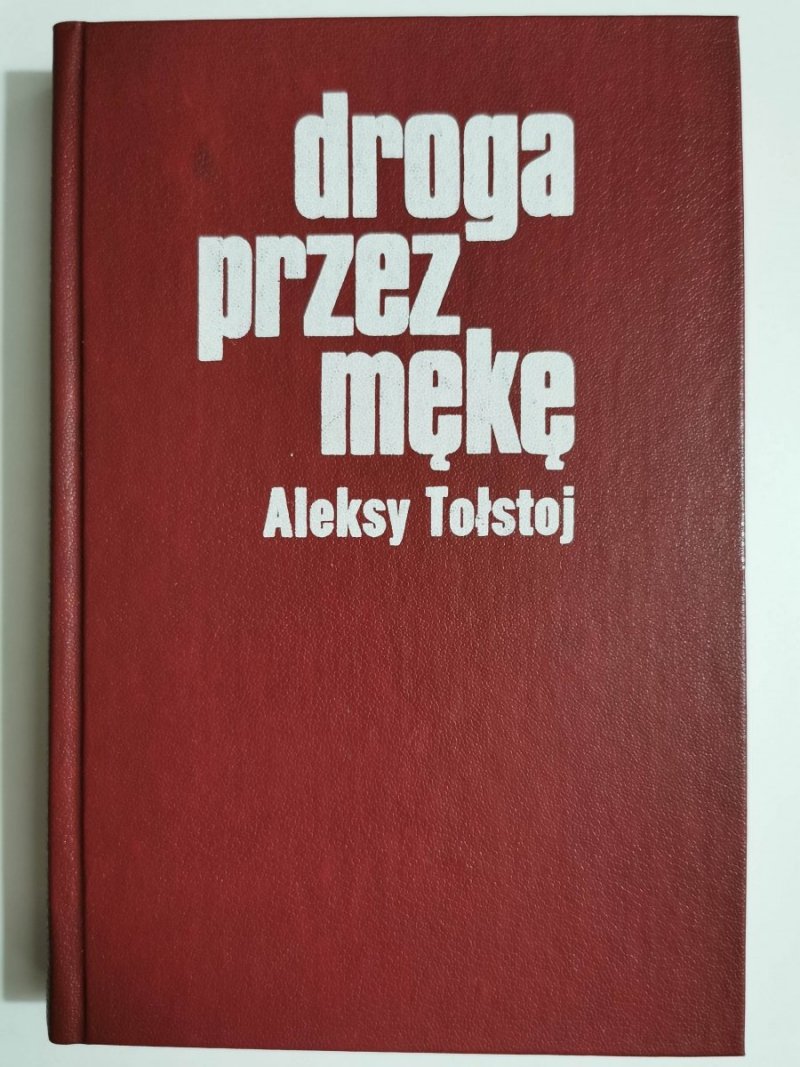 droga
przez
mękę
Aleksy Tołstoj